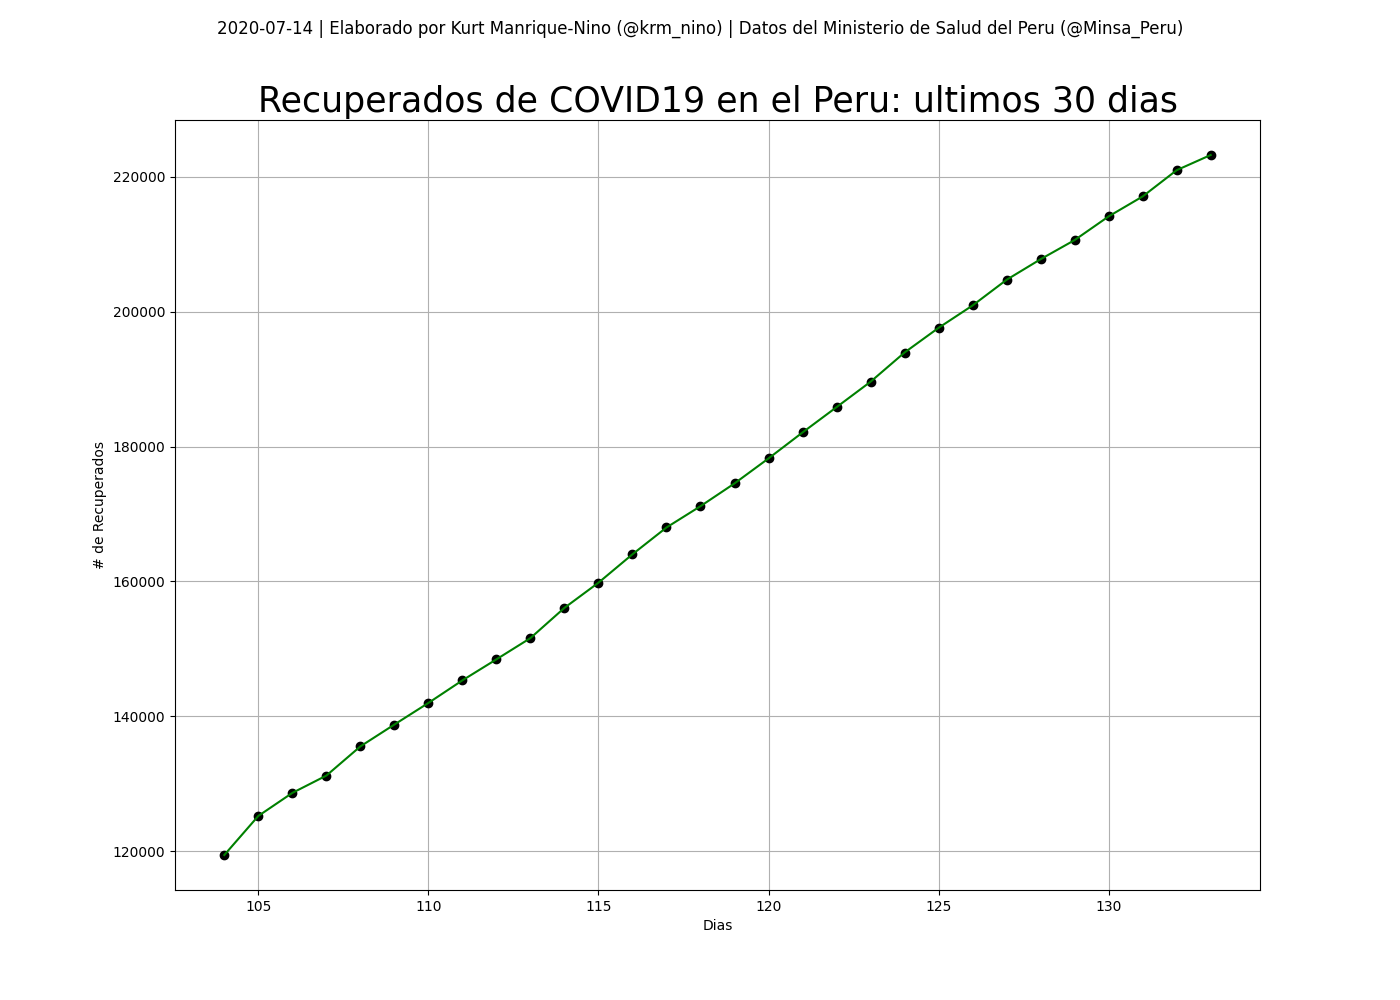 2020-07-14 | Elaborado por Kurt Manrique-Nino (@krm_nino) | Datos del Ministerio de Salud del Peru (@Minsa_Peru)
Recuperados de COVID19 en el Peru: ultimos 30 dias
220000
200000
180000
160000
140000
120000
# de Recuperados
105 110 115 120 125 130
Dias